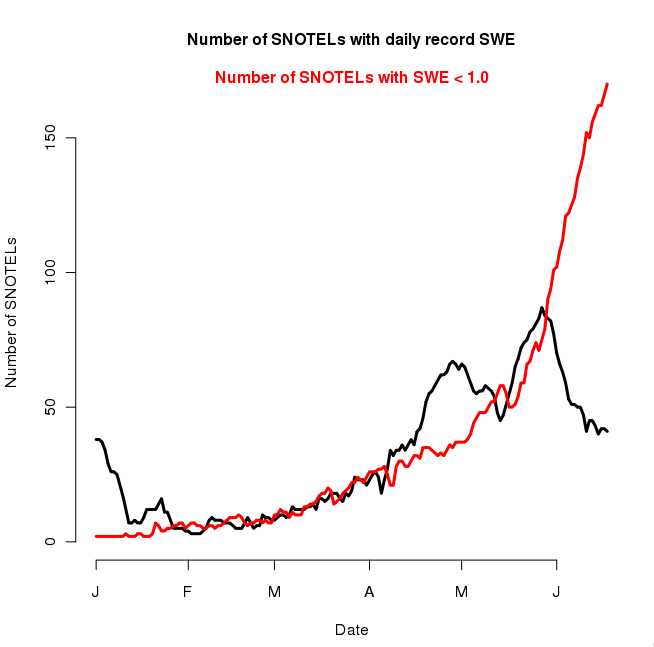 Number of SNOTELs with daily record SWE
Number of SNOTELs with SWE < 1.0
150
100
50
0
Number of SNOTELs
J F M A M J
Date